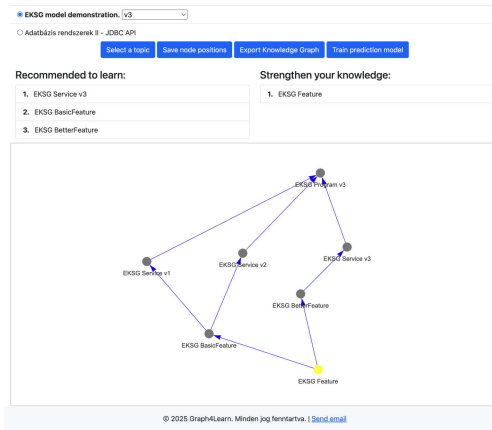 EKSG model demonstration. v3
Adatbázis rendszerek II - JDBC API
Select a topic Save node positions Export Knowledge Graph Train prediction model
Recommended to learn:
1. EKSG Service v3
2. EKSG BasicFeature
3. EKSG BetterFeature
Strengthen your knowledge:
1. EKSG Feature
EKSG Program v3
EKSG Service v1
EKSG Service v2
EKSG Service v3
EKSG BetterFeature
EKSG BasicFeature
EKSG Feature
© 2025 Graph4Learn. Minden jog fenntartva. | Send email